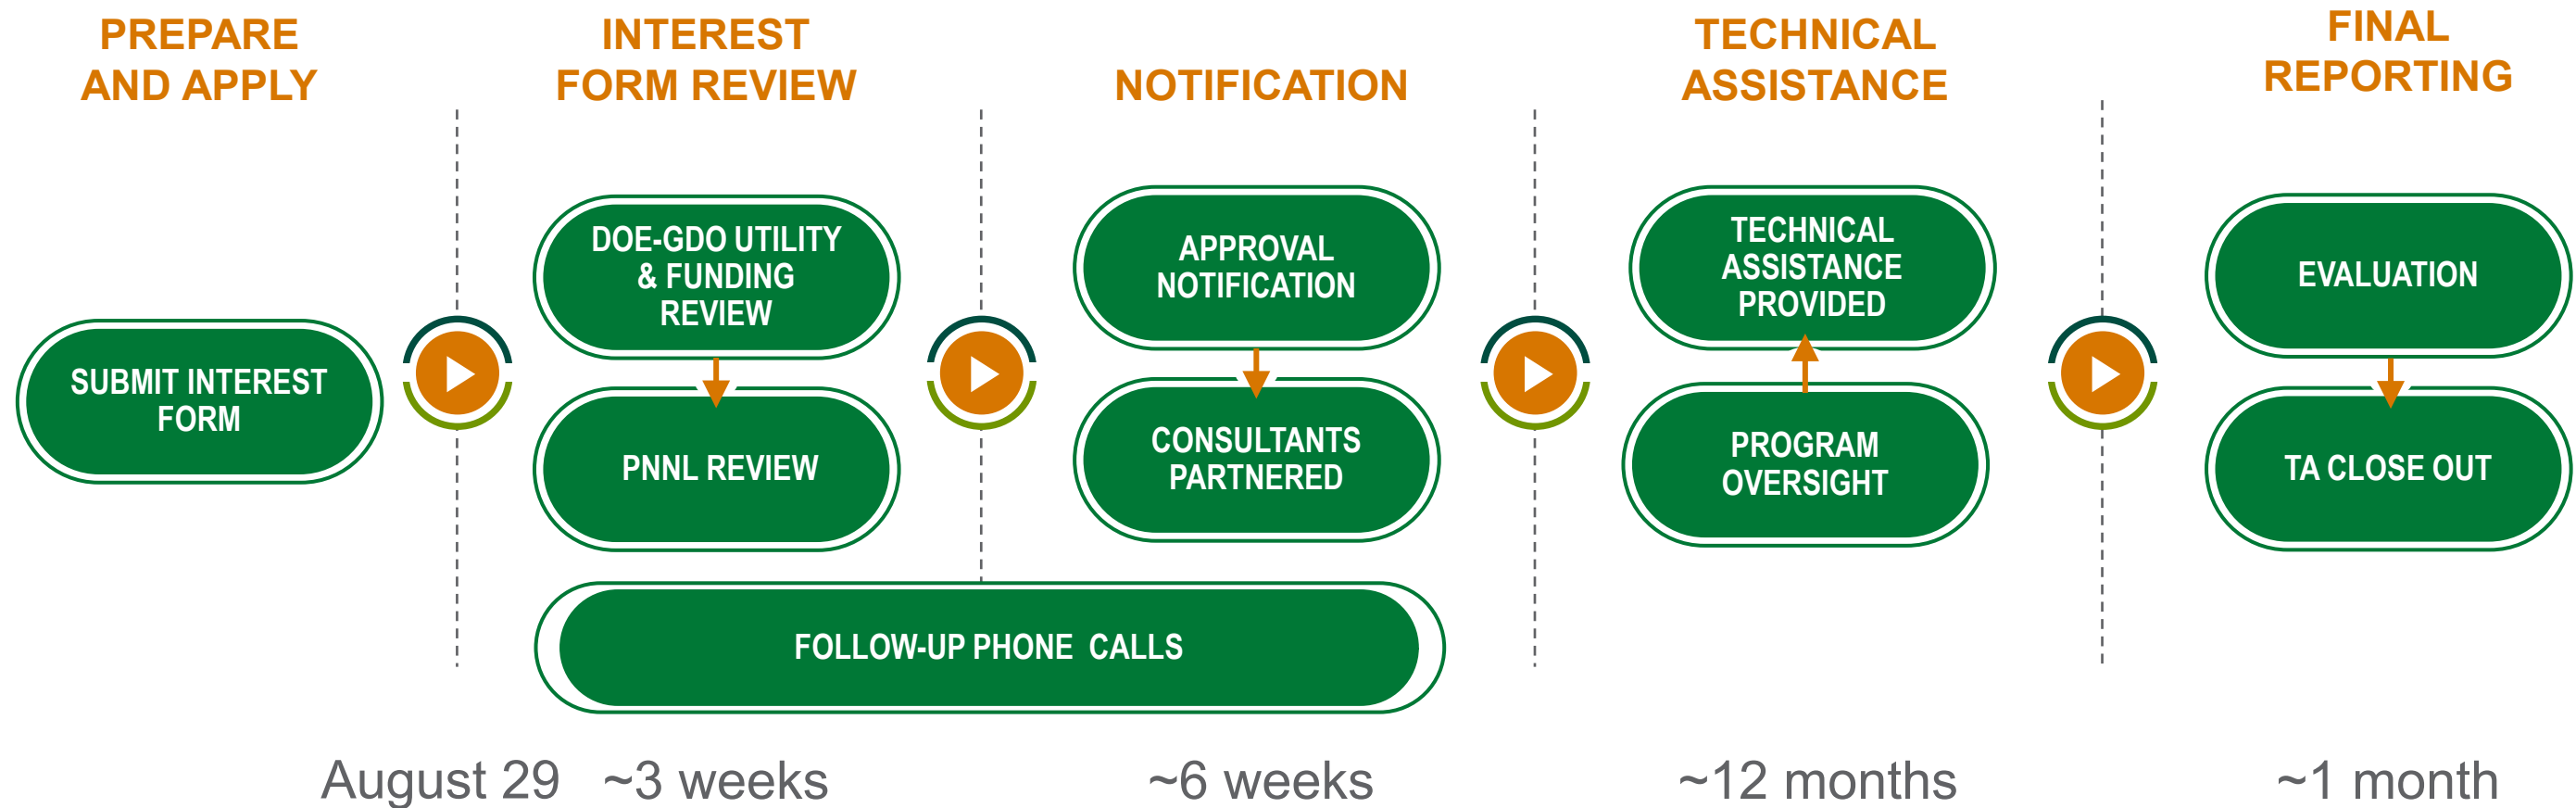 PREPARE
AND APPLY
INTEREST
FORM REVIEW
NOTIFICATION
TECHNICAL
ASSISTANCE
FINAL
REPORTING
SUBMIT INTEREST
FORM
DOE-GDO UTILITY
& FUNDING
REVIEW
PNNL REVIEW
APPROVAL
NOTIFICATION
CONSULTANTS
PARTNERED
FOLLOW-UP PHONE CALLS
TECHNICAL
ASSISTANCE
PROVIDED
PROGRAM
OVERSIGHT
EVALUATION
TA CLOSE OUT
August 29
~3 weeks
~6 weeks
~12 months
~1 month